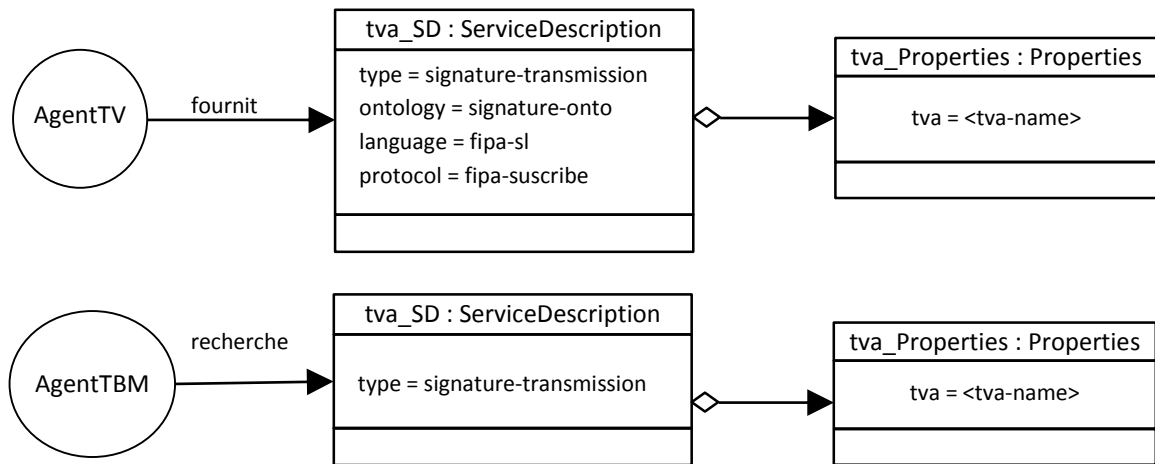 tva_SD : ServiceDescription
tva_Properties : Properties
type = signature-transmission
ontology = signature-onto
language = fipa-sl
protocol = fipa-suscribe
AgentTV
fournit
tva = <tva-name>
tva_SD : ServiceDescription
tva_Properties : Properties
recherche
AgentTBM
type = signature-transmission
tva = <tva-name>